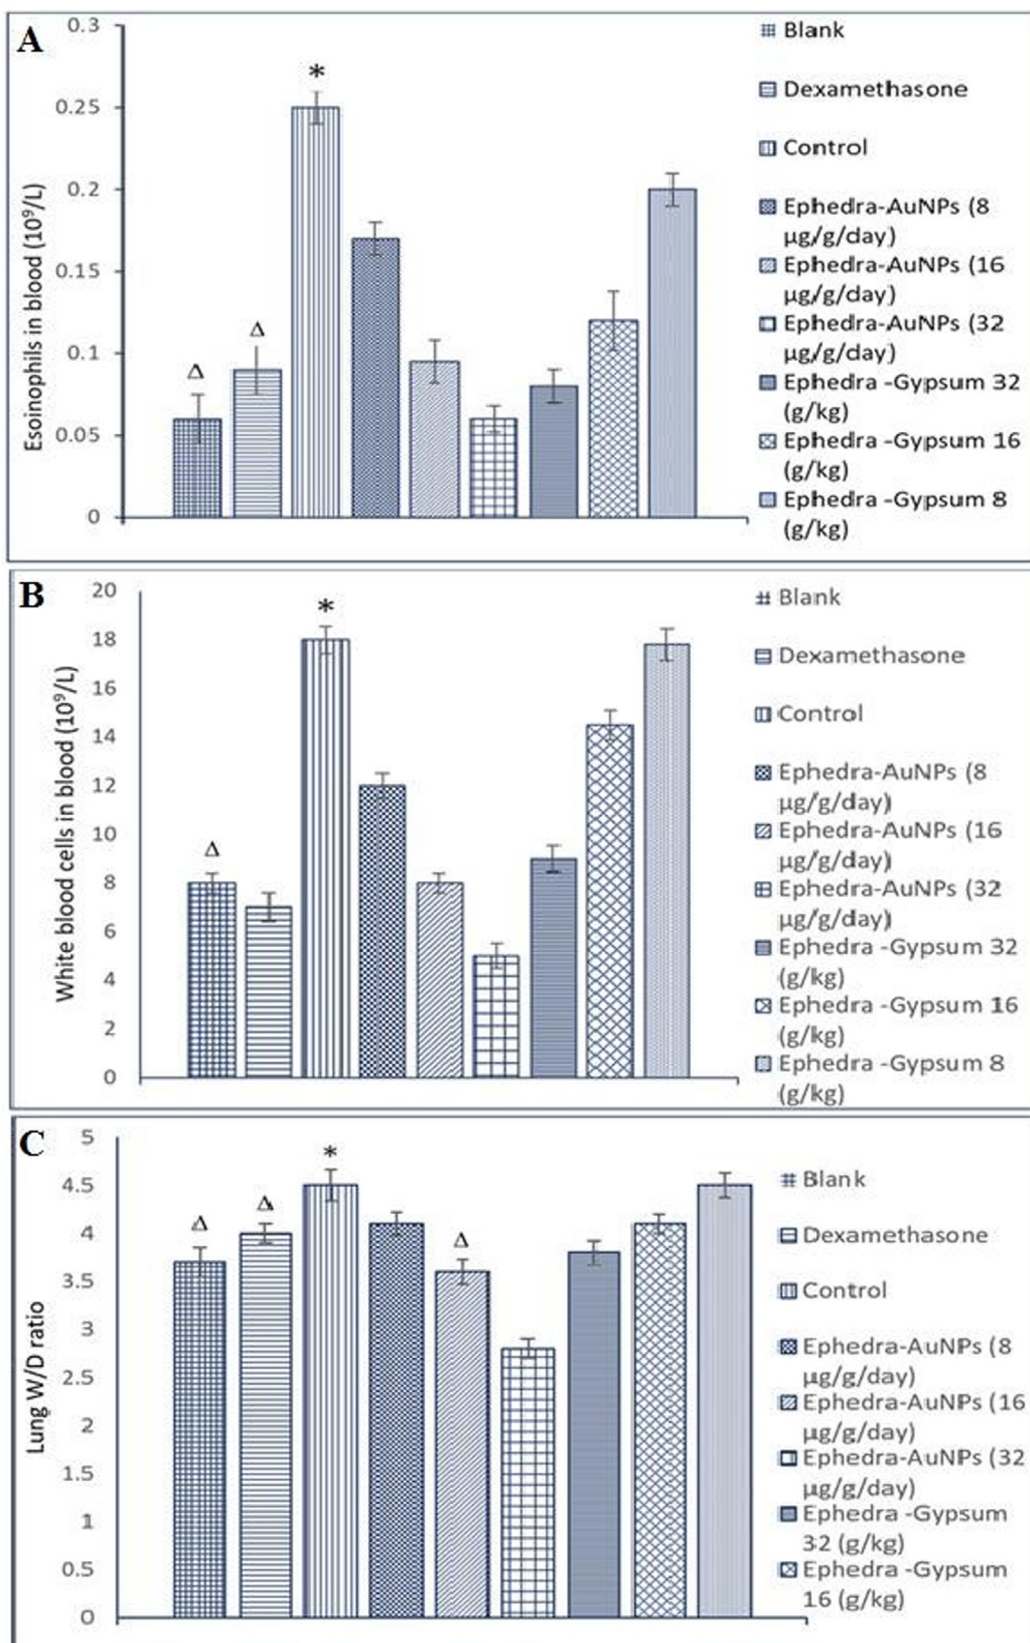 A
0.3
0.25
0.2
0.15
0.1
0.05
0
Esoinophils in blood (10⁹/L)
Δ
Δ
*
Blank
Dexamethasone
Control
Ephedra-AuNPs (8
µg/g/day)
Ephedra-AuNPs (16
µg/g/day)
Ephedra-AuNPs (32
µg/g/day)
Ephedra -Gypsum 32
(g/kg)
Ephedra -Gypsum 16
(g/kg)
Ephedra -Gypsum 8
(g/kg)
B
20
18
16
14
12
10
8
6
4
2
0
White blood cells in blood (10⁹/L)
Δ
*
Blank
Dexamethasone
Control
Ephedra-AuNPs (8
µg/g/day)
Ephedra-AuNPs (16
µg/g/day)
Ephedra-AuNPs (32
µg/g/day)
Ephedra -Gypsum 32
(g/kg)
Ephedra -Gypsum 16
(g/kg)
Ephedra -Gypsum 8
(g/kg)
C
5
4.5
4
3.5
3
2.5
2
1.5
1
0.5
0
Lung W/D ratio
Δ
Δ
*
Δ
Blank
Dexamethasone
Control
Ephedra-AuNPs (8
µg/g/day)
Ephedra-AuNPs (16
µg/g/day)
Ephedra-AuNPs (32
µg/g/day)
Ephedra -Gypsum
32 (g/kg)
Ephedra -Gypsum
16 (g/kg)